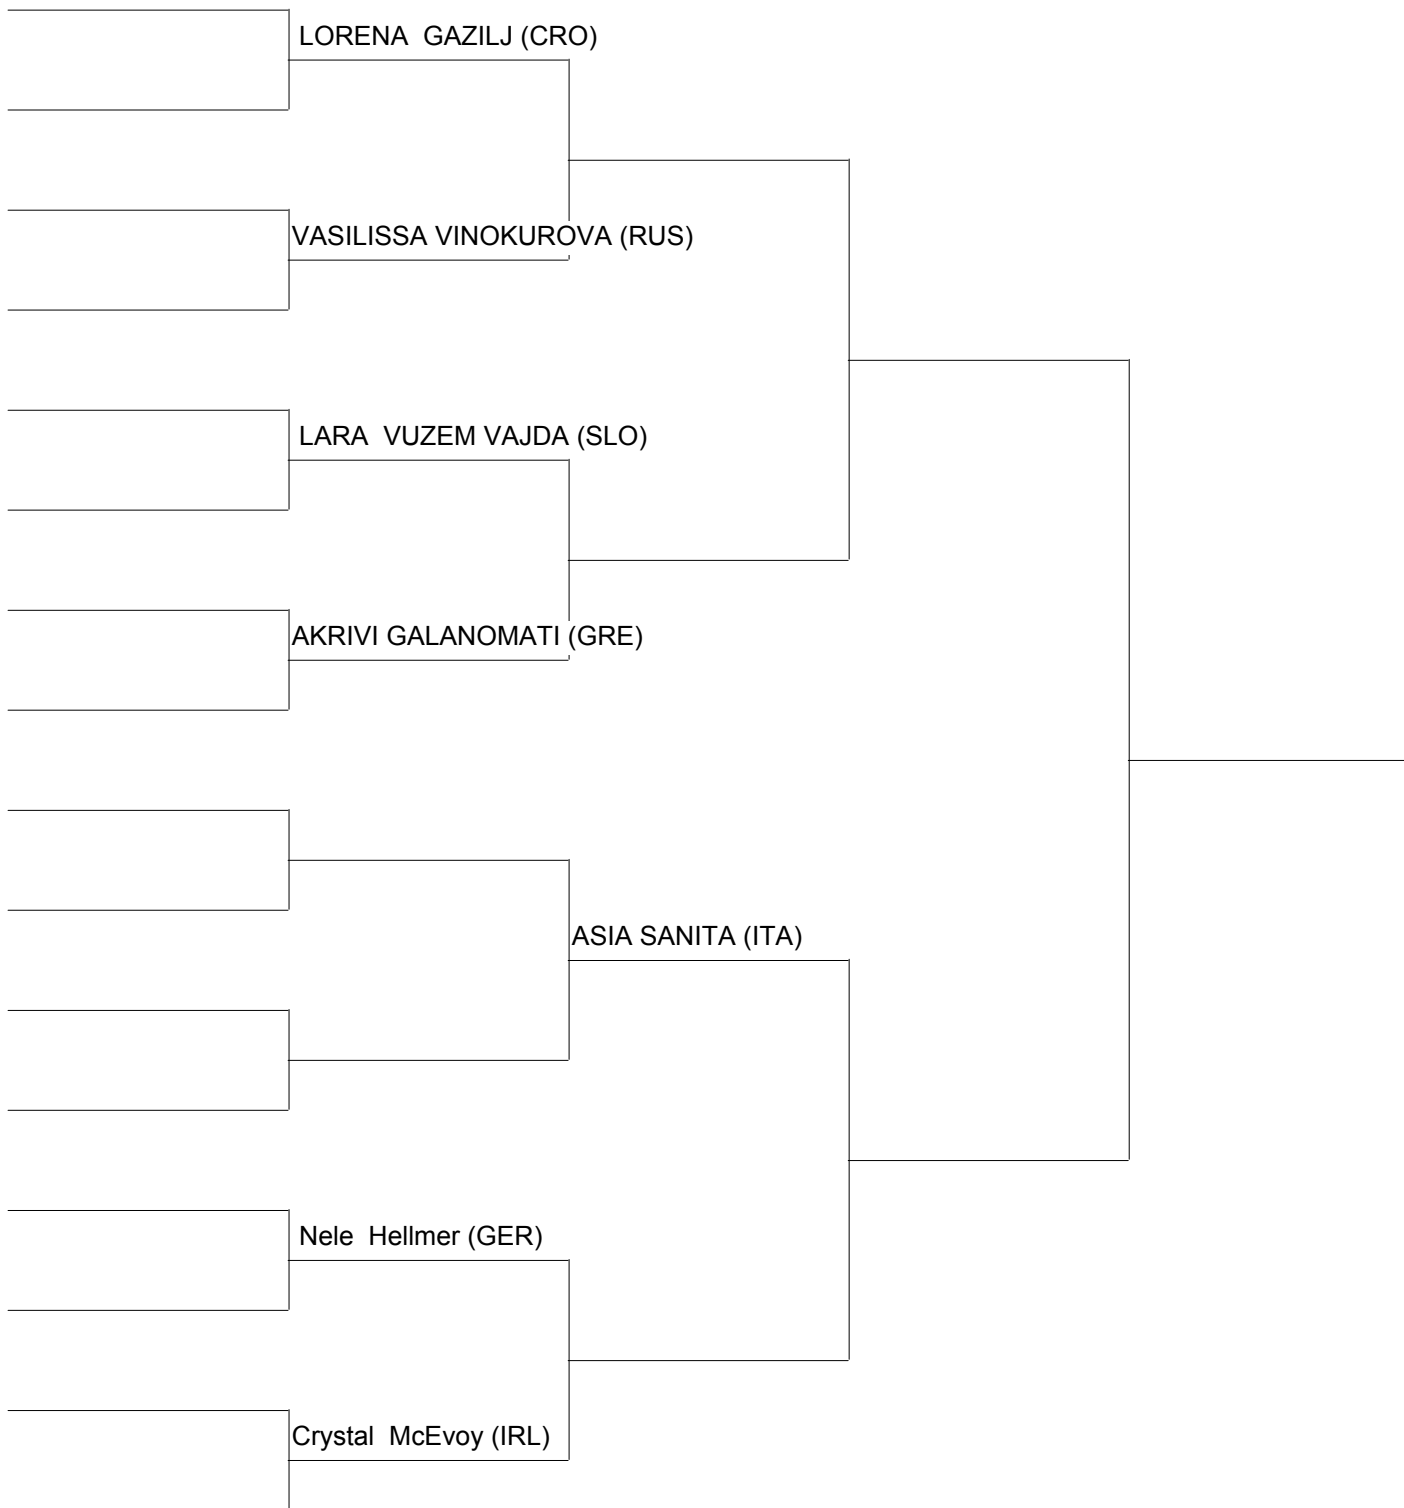 LORENA  GAZILJ (CRO)
VASILISSA VINOKUROVA (RUS)
LARA  VUZEM VAJDA (SLO)
AKRIVI GALANOMATI (GRE)
ASIA SANITA (ITA)
Nele  Hellmer (GER)
Crystal  McEvoy (IRL)